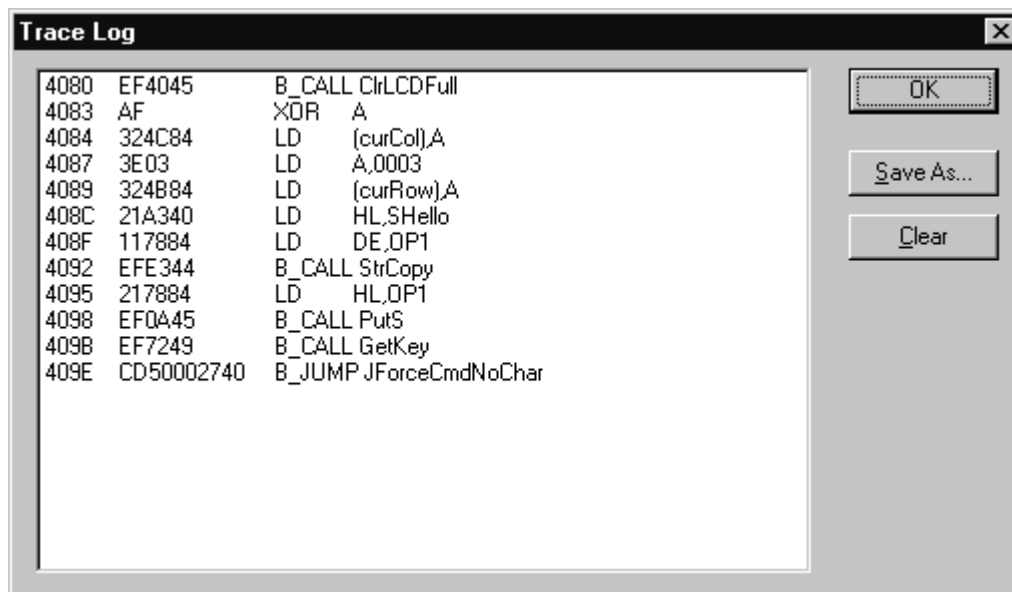 Trace Log
4080 EF4045 B_CALL ClrLCDFull
4083 AF XOR A
4084 324C84 LD (curCol),A
4087 3E03 LD A,0003
4089 324B84 LD (curRow),A
408C 21A340 LD HL,SHello
408F 117884 LD DE,OP1
4092 EFE344 B_CALL StrCopy
4095 217884 LD HL,OP1
4098 EF0A45 B_CALL PutS
409B EF7249 B_CALL GetKey
409E CD50002740 B_JUMP JForceCmdNoChar
OK
Save As...
Clear